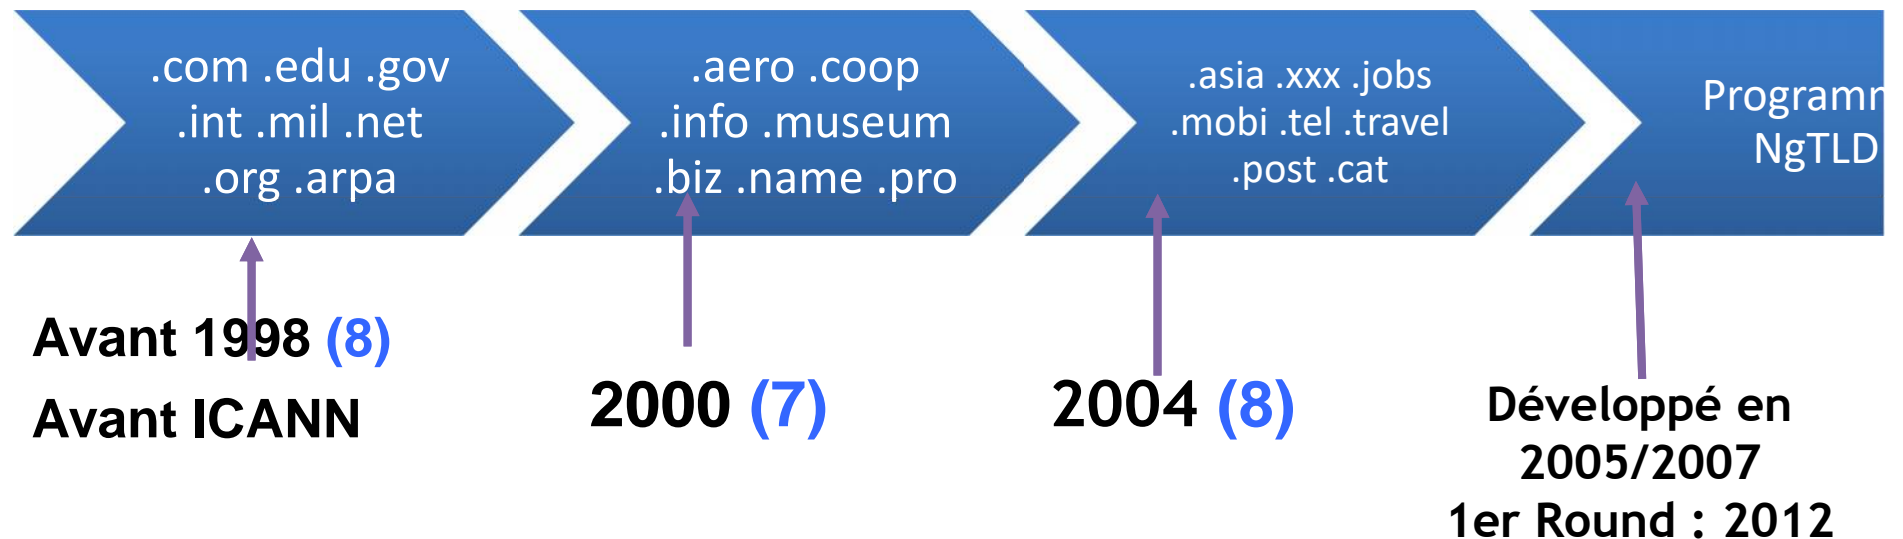 .com .edu .gov
.int .mil .net
.org .arpa
.aero .coop
.info .museum
.biz .name .pro
.asia .xxx .jobs
.mobi .tel .travel
.post .cat
NgTLD
Avant 1998 (8)
Avant ICANN
2000 (7)
2004 (8)
Développé en
2005/2007
1er Round : 2012